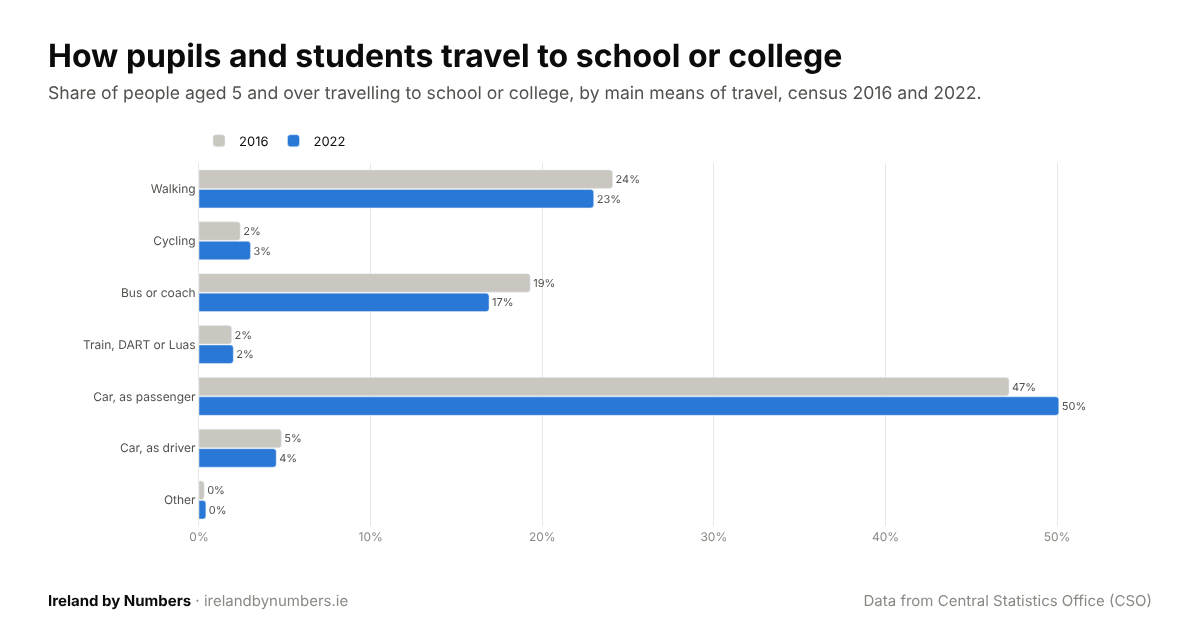 How pupils and students travel to school or college
Share of people aged 5 and over travelling to school or college, by main means of travel, census 2016 and 2022.
2016 2022
Walking 24%
23%
Cycling 2%
3%
Bus or coach 19%
17%
Train, DART or Luas 2%
2%
Car, as passenger 47%
50%
Car, as driver 5%
4%
Other 0%
0%
0% 10% 20% 30% 40% 50%
Ireland by Numbers · irelandbynumbers.ie
Data from Central Statistics Office (CSO)